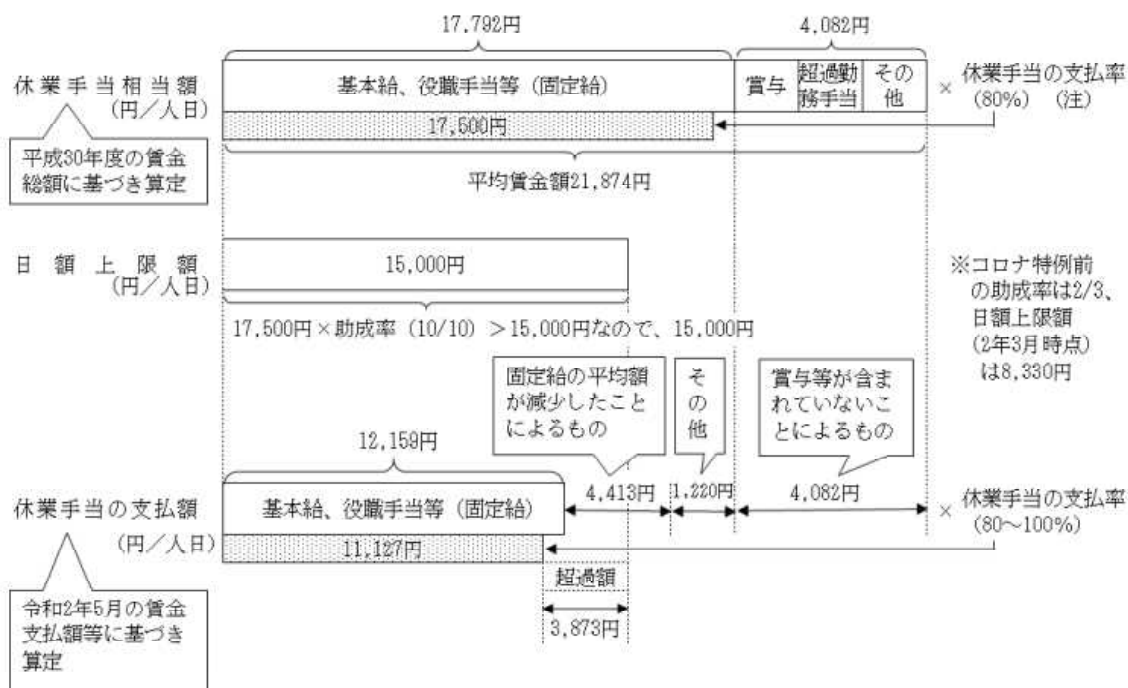 17,792円
4,082円
休業手当相当額
(円/人日)
基本給、役職手当等（固定給）
賞与
超過勤
務手当
その
他
× 休業手当の支払率
(80%) （注）
17,500円
平成30年度の賃金
総額に基づき算定
平均賃金額21,874円
日額上限額
(円/人日)
15,000円
17,500円×助成率（10/10）＞15,000円なので、15,000円
※コロナ特例前
の助成率は2/3、
日額上限額
(2年3月時点)
は8,330円
固定給の平均額
が減少したこと
によるもの
そ
の
他
賞与等が含ま
れていないこ
とによるもの
12,159円
4,413円
1,220円
4,082円
休業手当の支払額
(円/人日)
基本給、役職手当等（固定給）
× 休業手当の支払率
(80～100%)
11,127円
超過額
3,873円
令和2年5月の賃金
支払額等に基づき
算定